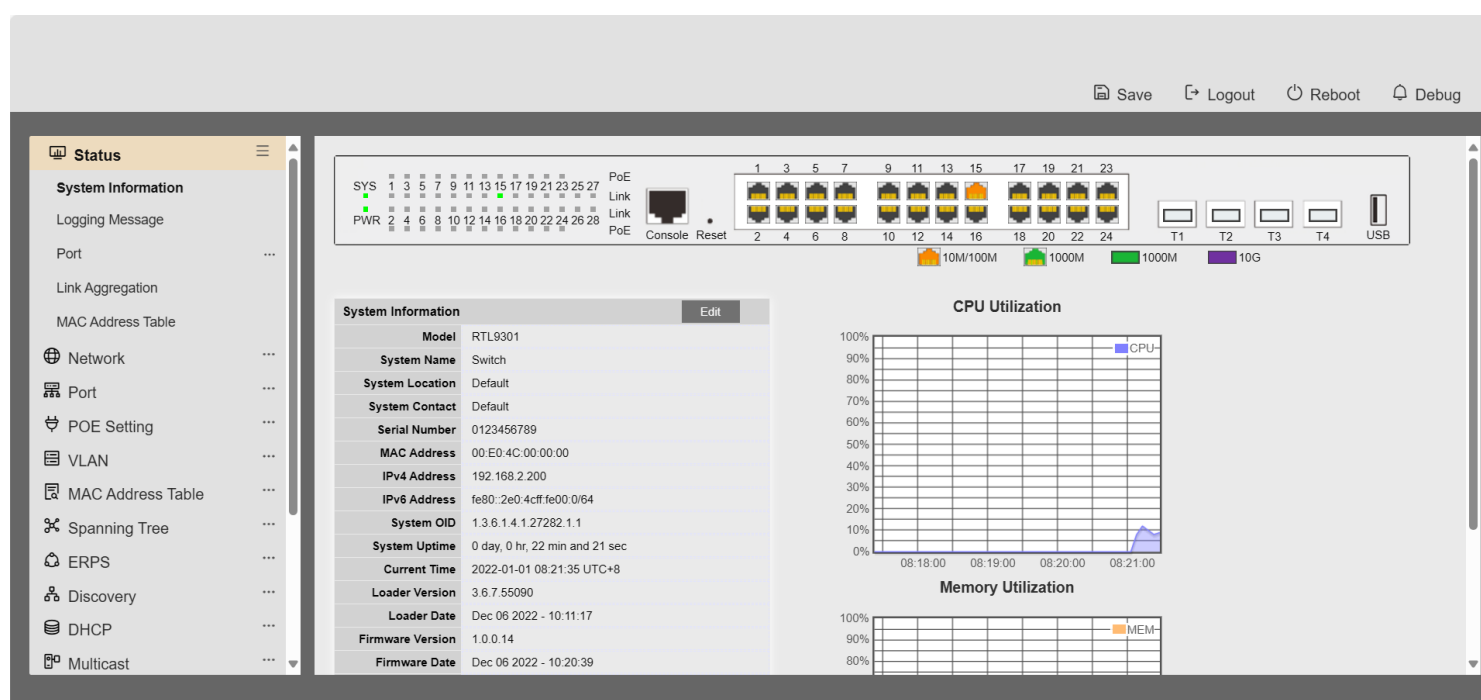 Save Logout Reboot Debug
Status
System Information
Logging Message
Port ...
Link Aggregation
MAC Address Table
Network ...
Port ...
POE Setting ...
VLAN ...
MAC Address Table ...
Spanning Tree ...
ERPS ...
Discovery ...
DHCP ...
Multicast ...
PoE
SYS 1 3 5 7 9 11 13 15 17 19 21 23 25 27
Link
Link
PWR 2 4 6 8 10 12 14 16 18 20 22 24 26 28
PoE
Console Reset
1 3 5 7 9 11 13 15 17 19 21 23
2 4 6 8 10 12 14 16 18 20 22 24
T1 T2 T3 T4 USB
10M/100M 1000M 1000M 10G
System Information Edit
Model RTL9301
System Name Switch
System Location Default
System Contact Default
Serial Number 0123456789
MAC Address 00:E0:4C:00:00:00
IPv4 Address 192.168.2.200
IPv6 Address fe80::2e0:4cff:fe00:0/64
System OID 1.3.6.1.4.1.27282.1.1
System Uptime 0 day, 0 hr, 22 min and 21 sec
Current Time 2022-01-01 08:21:35 UTC+8
Loader Version 3.6.7.55090
Loader Date Dec 06 2022 - 10:11:17
Firmware Version 1.0.0.14
Firmware Date Dec 06 2022 - 10:20:39
CPU Utilization
100%
CPU
90%
80%
70%
60%
50%
40%
30%
20%
10%
0%
08:18:00 08:19:00 08:20:00 08:21:00
Memory Utilization
100%
MEM
90%
80%